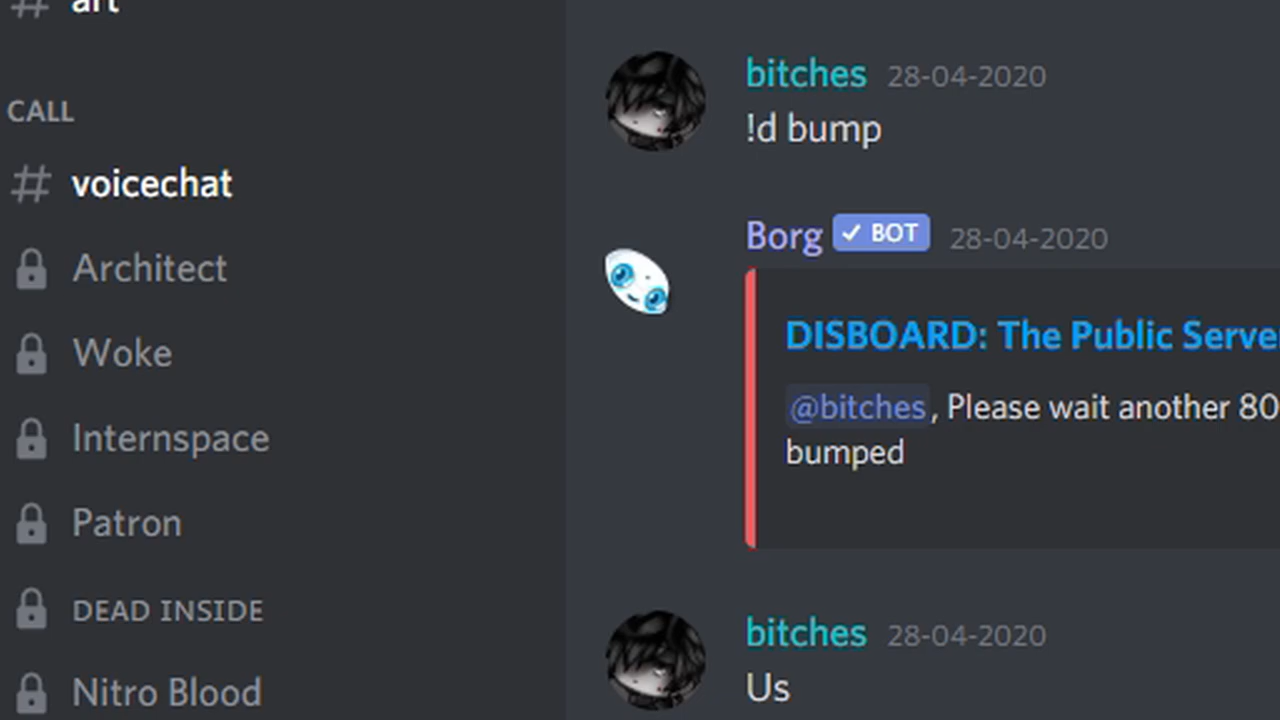 # art
CALL
# voicechat
Architect
Woke
Internspace
Patron
DEAD INSIDE
Nitro Blood
bitches 28-04-2020
!d bump
Borg ✓ BOT 28-04-2020
DISBOARD: The Public Serve
@bitches, Please wait another 80
bumped
bitches 28-04-2020
Us